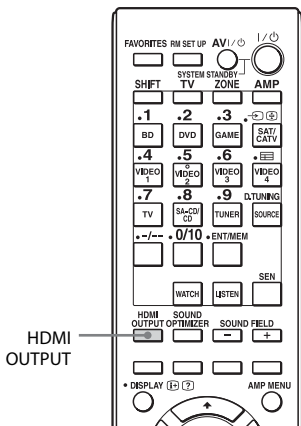 FAVORITES RM SET UP AV I/⏻ I/⏻
SYSTEM STANDBY
SHIFT TV ZONE AMP
.1 .2 .3
BD DVD GAME SAT/CATV
.4 .5 .6
VIDEO 1 VIDEO 2 VIDEO 3 VIDEO 4
.7 .8 .9 D.TUNING
TV SA-CD/CD TUNER SOURCE
.-/-- .0/10 .ENT/MEM
SEN
WATCH LISTEN
HDMI OUTPUT SOUND OPTIMIZER SOUND FIELD
− +
HDMI OUTPUT
• DISPLAY i+ ? AMP MENU